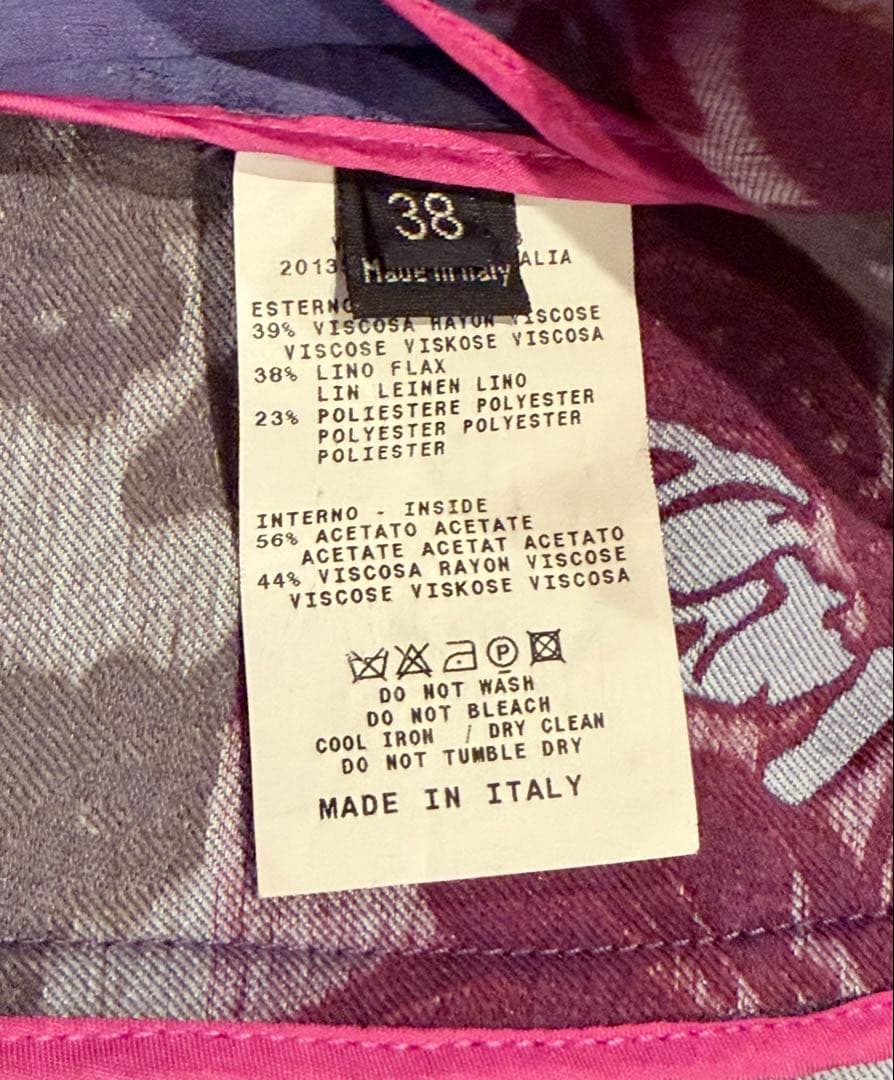 38
Made in Italy
2013 ALIA
ESTERNO
39% VISCOSA RAYON VISCOSE
VISCOSE VISKOSE VISCOSA
38% LINO FLAX
LIN LEINEN LINO
23% POLIESTERE POLYESTER
POLYESTER POLYESTER
POLIESTER
INTERNO - INSIDE
56% ACETATO ACETATE
ACETATE ACETAT ACETATO
44% VISCOSA RAYON VISCOSE
VISCOSE VISKOSE VISCOSA
P
DO NOT WASH
DO NOT BLEACH
COOL IRON / DRY CLEAN
DO NOT TUMBLE DRY
MADE IN ITALY